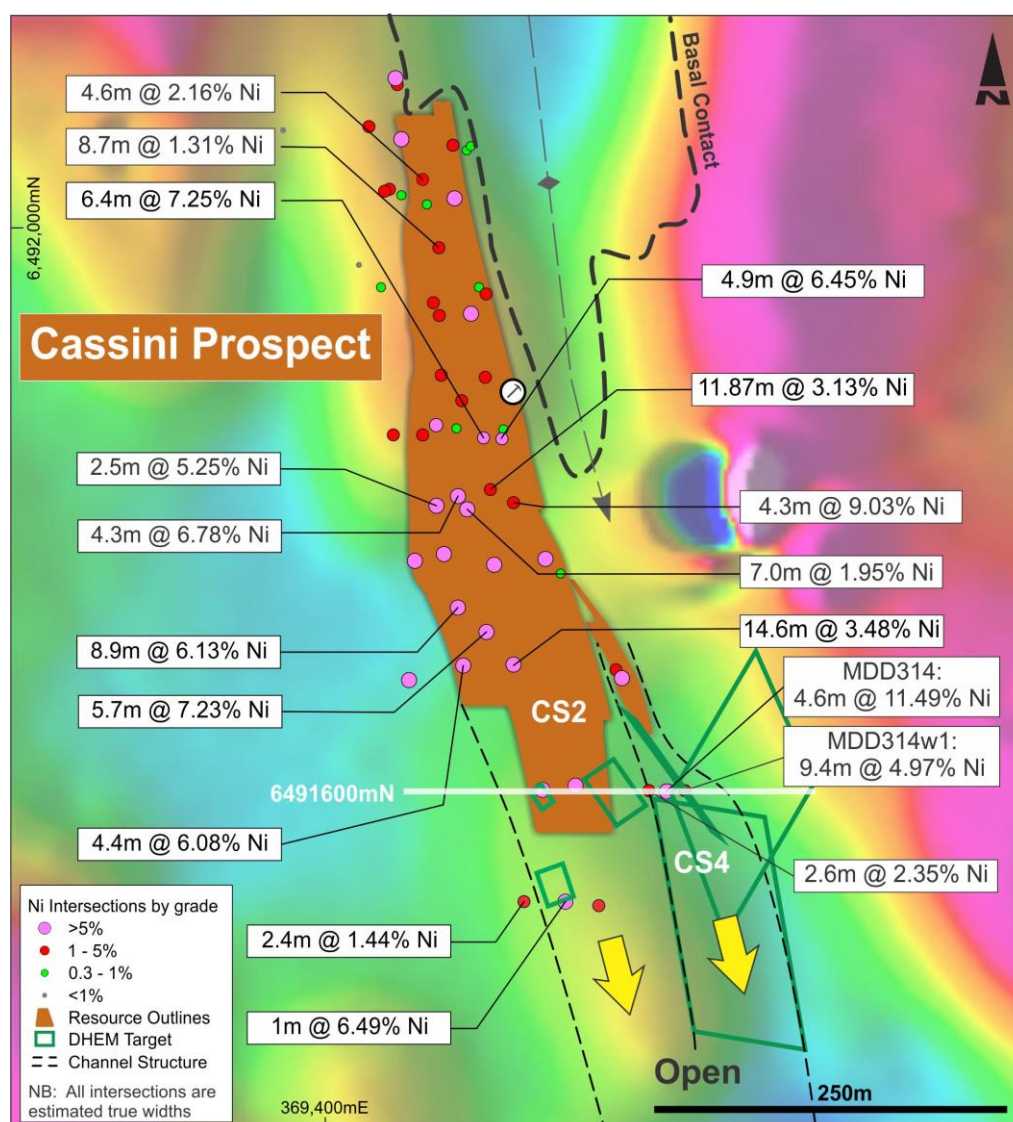 4.6m @ 2.16% Ni
8.7m @ 1.31% Ni
6.4m @ 7.25% Ni
Basal Contact
N
6,492,000mN
4.9m @ 6.45% Ni
Cassini Prospect
11.87m @ 3.13% Ni
2.5m @ 5.25% Ni
4.3m @ 6.78% Ni
4.3m @ 9.03% Ni
7.0m @ 1.95% Ni
8.9m @ 6.13% Ni
14.6m @ 3.48% Ni
5.7m @ 7.23% Ni
MDD314:
4.6m @ 11.49% Ni
CS2
MDD314w1:
9.4m @ 4.97% Ni
6491600mN
4.4m @ 6.08% Ni
CS4
2.6m @ 2.35% Ni
2.4m @ 1.44% Ni
1m @ 6.49% Ni
Ni Intersections by grade
>5%
1 - 5%
0.3 - 1%
<1%
Resource Outlines
DHEM Target
Channel Structure
NB: All intersections are
estimated true widths
369,400mE
Open
250m